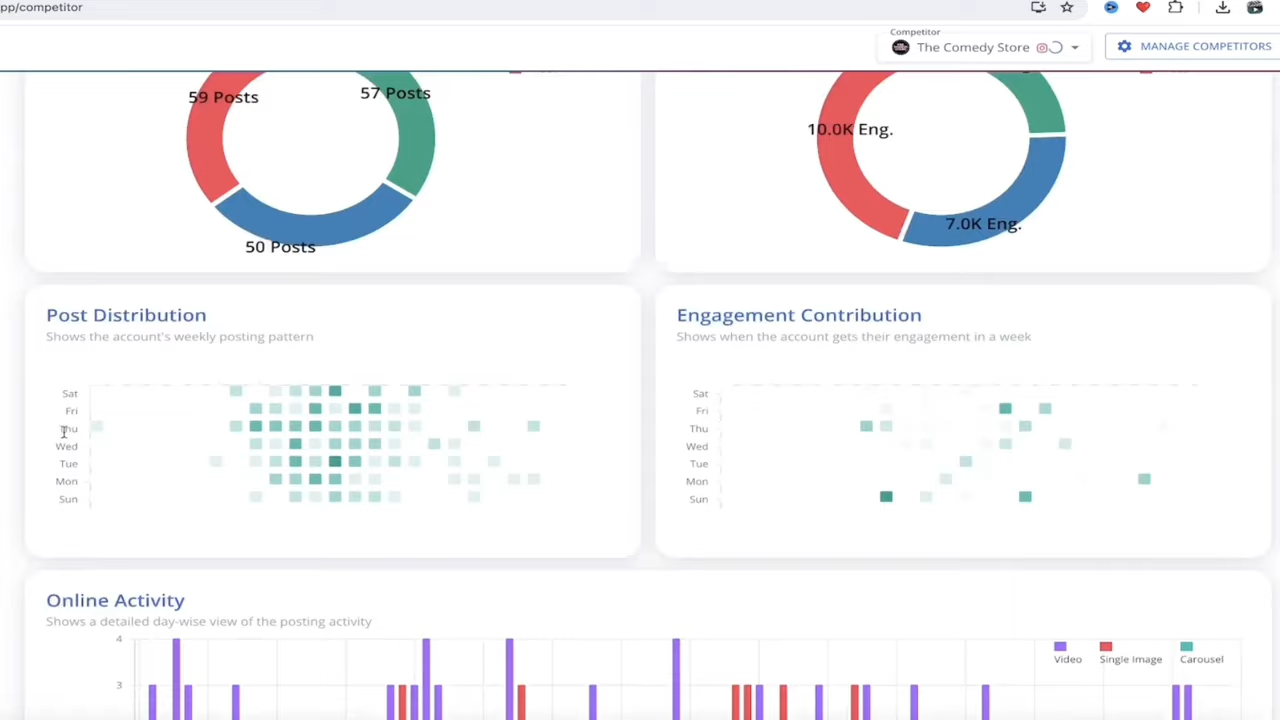 pp/competitor
Competitor
The Comedy Store
MANAGE COMPETITORS
59 Posts
57 Posts
50 Posts
10.0K Eng.
7.0K Eng.
Post Distribution
Shows the account's weekly posting pattern
Sat
Fri
Thu
Wed
Tue
Mon
Sun
Engagement Contribution
Shows when the account gets their engagement in a week
Sat
Fri
Thu
Wed
Tue
Mon
Sun
Online Activity
Shows a detailed day-wise view of the posting activity
4
3
Video
Single Image
Carousel